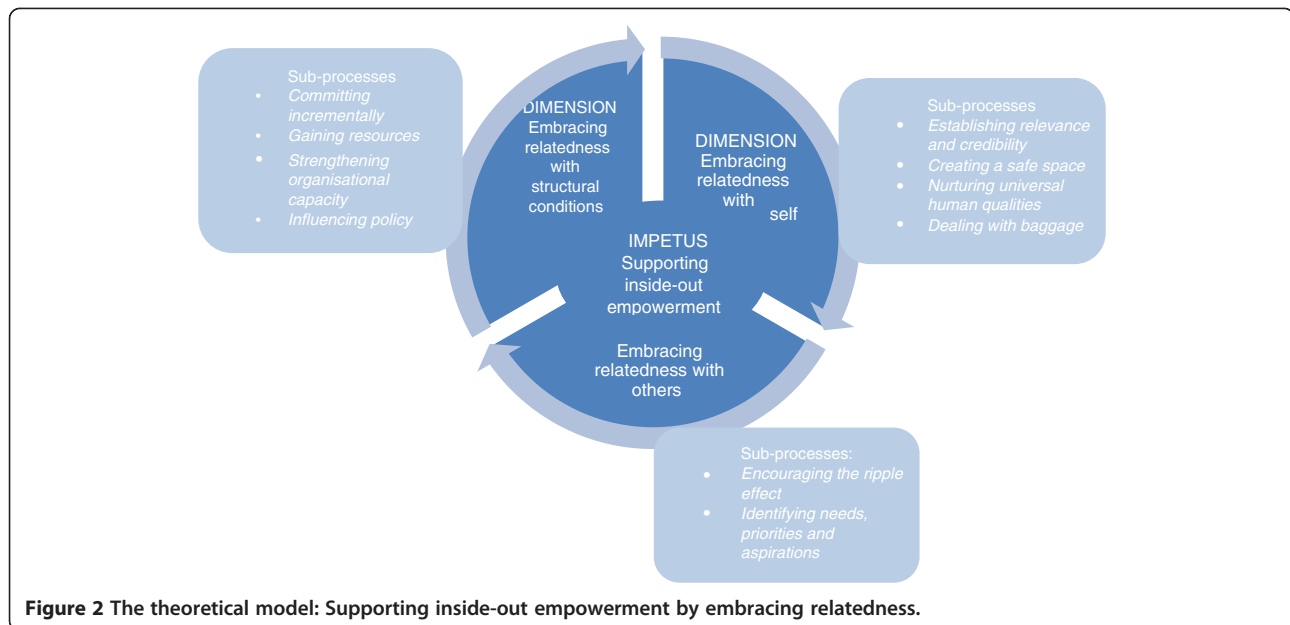 Sub-processes
• Committing
incrementally
• Gaining resources
• Strengthening
organisational
capacity
• Influencing policy
DIMENSION
Embracing
relatedness
with
structural
conditions
DIMENSION
Embracing
relatedness
with
self
Sub-processes
• Establishing relevance
and credibility
• Creating a safe space
• Nurturing universal
human qualities
• Dealing with baggage
IMPETUS
Supporting
inside-out
empowerment
Embracing
relatedness with
others
Sub-processes:
• Encouraging the ripple
effect
• Identifying needs,
priorities and
aspirations
Figure 2 The theoretical model: Supporting inside-out empowerment by embracing relatedness.